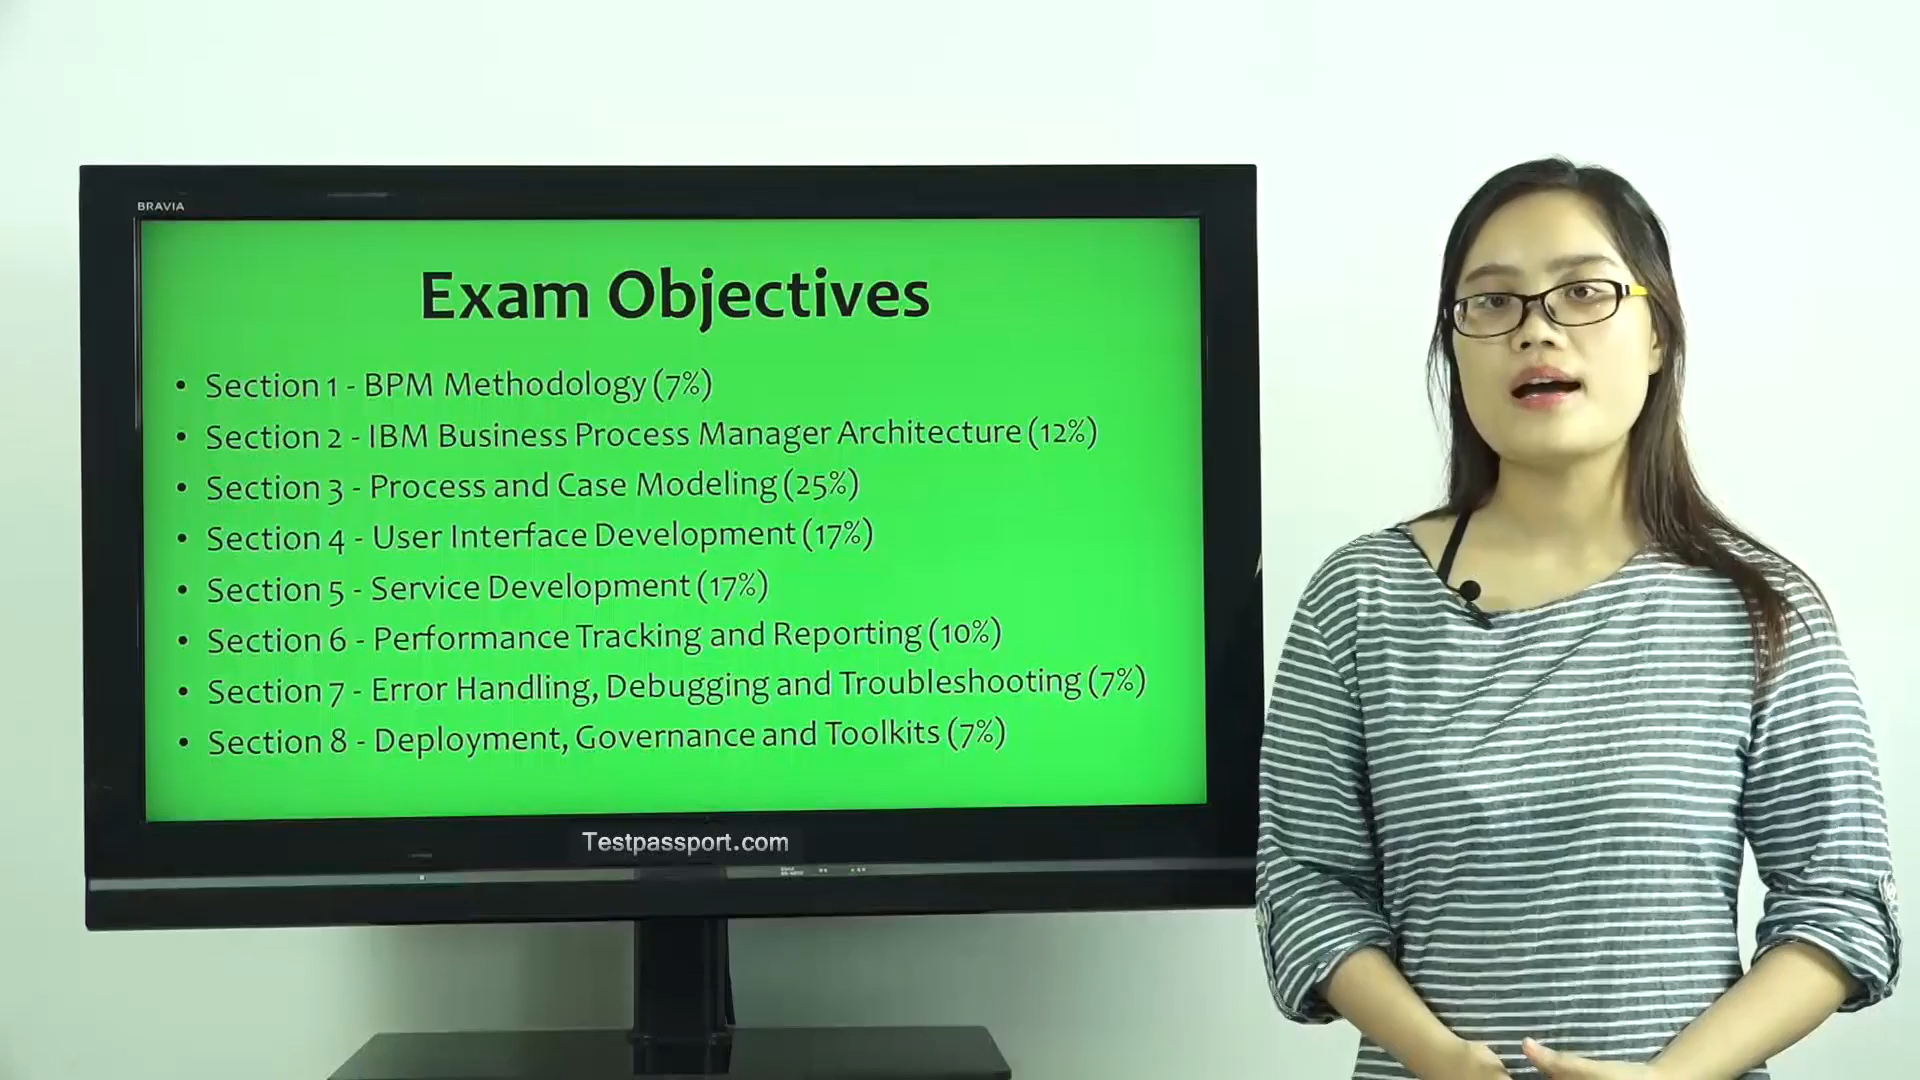 BRAVIA
Exam Objectives
• Section 1 - BPM Methodology (7%)
• Section 2 - IBM Business Process Manager Architecture (12%)
• Section 3 - Process and Case Modeling (25%)
• Section 4 - User Interface Development (17%)
• Section 5 - Service Development (17%)
• Section 6 - Performance Tracking and Reporting (10%)
• Section 7 - Error Handling, Debugging and Troubleshooting (7%)
• Section 8 - Deployment, Governance and Toolkits (7%)
Testpassport.com